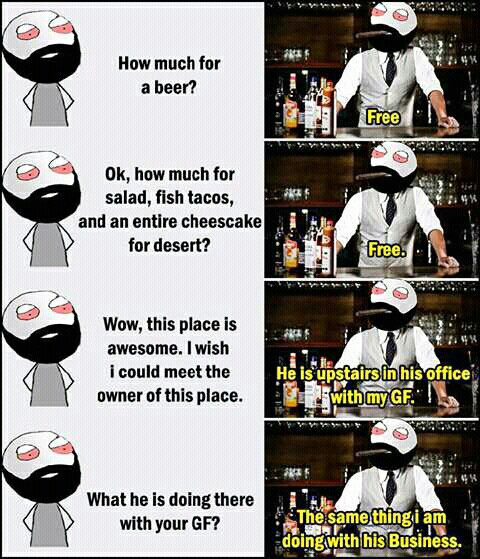 How much for
a beer?
Free
Ok, how much for
salad, fish tacos,
and an entire cheescake
for desert?
Free.
Wow, this place is
awesome. I wish
i could meet the
owner of this place.
He is upstairs in his office
with my GF.
What he is doing there
with your GF?
The same thing i am
doing with his Business.